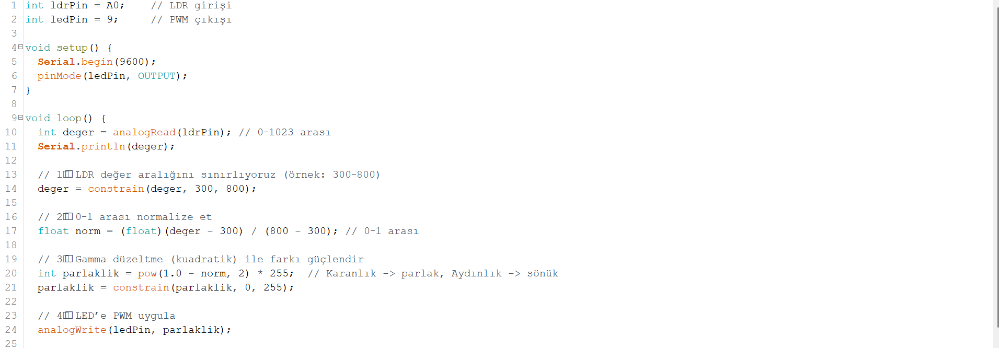 1 int ldrPin = A0;    // LDR girişi
2 int ledPin = 9;     // PWM çıkışı
3
4 void setup() {
5   Serial.begin(9600);
6   pinMode(ledPin, OUTPUT);
7 }
8
9 void loop() {
10   int deger = analogRead(ldrPin); // 0-1023 arası
11   Serial.println(deger);
12
13   // 1 LDR değer aralığını sınırlıyoruz (örnek: 300-800)
14   deger = constrain(deger, 300, 800);
15
16   // 2 0-1 arası normalize et
17   float norm = (float)(deger - 300) / (800 - 300); // 0-1 arası
18
19   // 3 Gamma düzeltme (kuadratik) ile farkı güçlendir
20   int parlaklik = pow(1.0 - norm, 2) * 255;  // Karanlık -> parlak, Aydınlık -> sönük
21   parlaklik = constrain(parlaklik, 0, 255);
22
23   // 4 LED’e PWM uygula
24   analogWrite(ledPin, parlaklik);
25